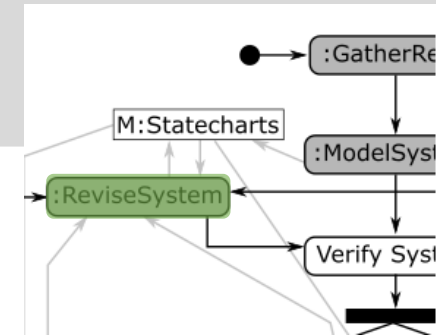 :GatherRe
M:Statecharts
:ModelSyst
:ReviseSystem
Verify Syst